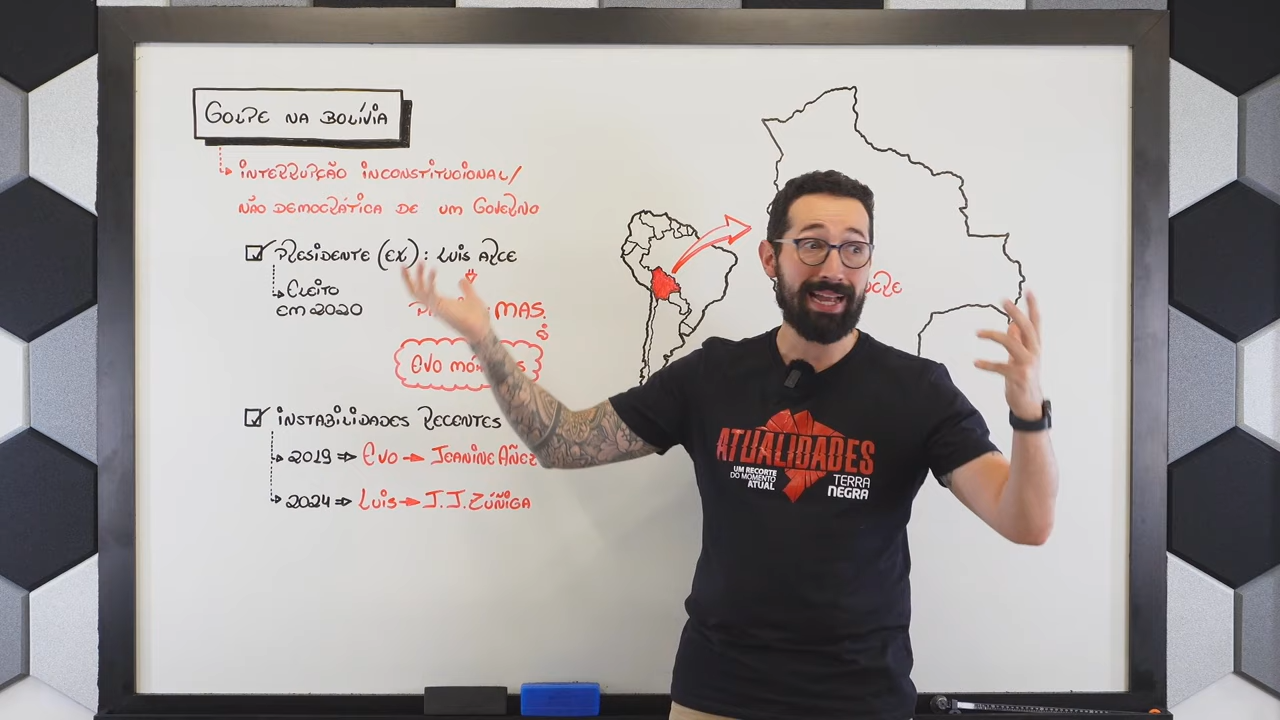 GOLPE NA BOLÍVIA
INTERRUPÇÃO INCONSTITUCIONAL/
NÃO DEMOCRÁTICA DE UM GOVERNO
PRESIDENTE (EX): LUIS ARCE
ELEITO
EM 2020
MAS.
EVO
INSTABILIDADES RECENTES
2019 ⇒ EVO → JEANINE AÑEZ
2024 ⇒ LUIS → J.J. ZÚÑIGA
ATUALIDADES
UM RECORTE
DO MOMENTO
ATUAL
TERRA
NEGRA